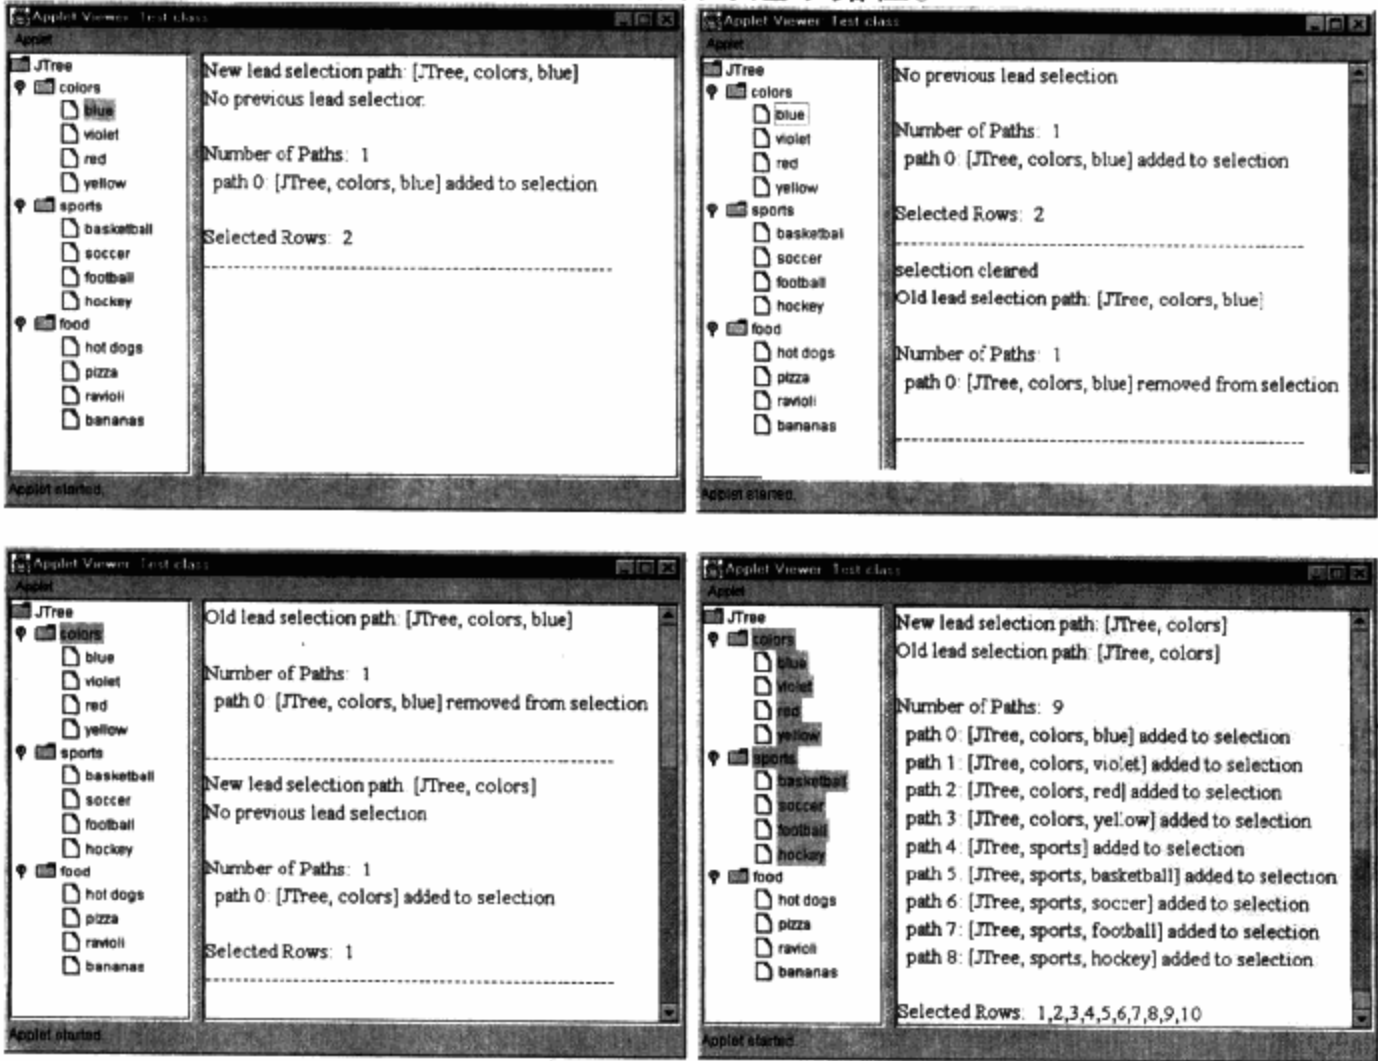 Applet Viewer: Test.class
Applet
JTree
colors
blue
violet
red
yellow
sports
basketball
soccer
football
hockey
food
hot dogs
pizza
ravioli
bananas
New lead selection path: [JTree, colors, blue]
No previous lead selection
Number of Paths: 1
path 0: [JTree, colors, blue] added to selection
Selected Rows: 2
Applet started.
Applet Viewer: Test.class
Applet
JTree
colors
blue
violet
red
yellow
sports
basketbal
soccer
football
hockey
food
hot dogs
pizza
ravioli
bananas
No previous lead selection
Number of Paths: 1
path 0: [JTree, colors, blue] added to selection
Selected Rows: 2
selection cleared
Old lead selection path: [JTree, colors, blue]
Number of Paths: 1
path 0: [JTree, colors, blue] removed from selection
Applet started.
Applet Viewer: Test.class
Applet
JTree
colors
blue
violet
red
yellow
sports
basketball
soccer
football
hockey
food
hot dogs
pizza
ravioli
bananas
Old lead selection path: [JTree, colors, blue]
Number of Paths: 1
path 0: [JTree, colors, blue] removed from selection
New lead selection path: [JTree, colors]
No previous lead selection
Number of Paths: 1
path 0: [JTree, colors] added to selection
Selected Rows: 1
Applet started.
Applet Viewer: Test.class
Applet
JTree
colors
blue
violet
red
yellow
sports
basketball
soccer
football
hockey
food
hot dogs
pizza
ravioli
bananas
New lead selection path: [JTree, colors]
Old lead selection path: [JTree, colors]
Number of Paths: 9
path 0: [JTree, colors, blue] added to selection
path 1: [JTree, colors, violet] added to selection
path 2: [JTree, colors, red] added to selection
path 3: [JTree, colors, yellow] added to selection
path 4: [JTree, sports] added to selection
path 5: [JTree, sports, basketball] added to selection
path 6: [JTree, sports, soccer] added to selection
path 7: [JTree, sports, football] added to selection
path 8: [JTree, sports, hockey] added to selection
Selected Rows: 1,2,3,4,5,6,7,8,9,10
Applet started.